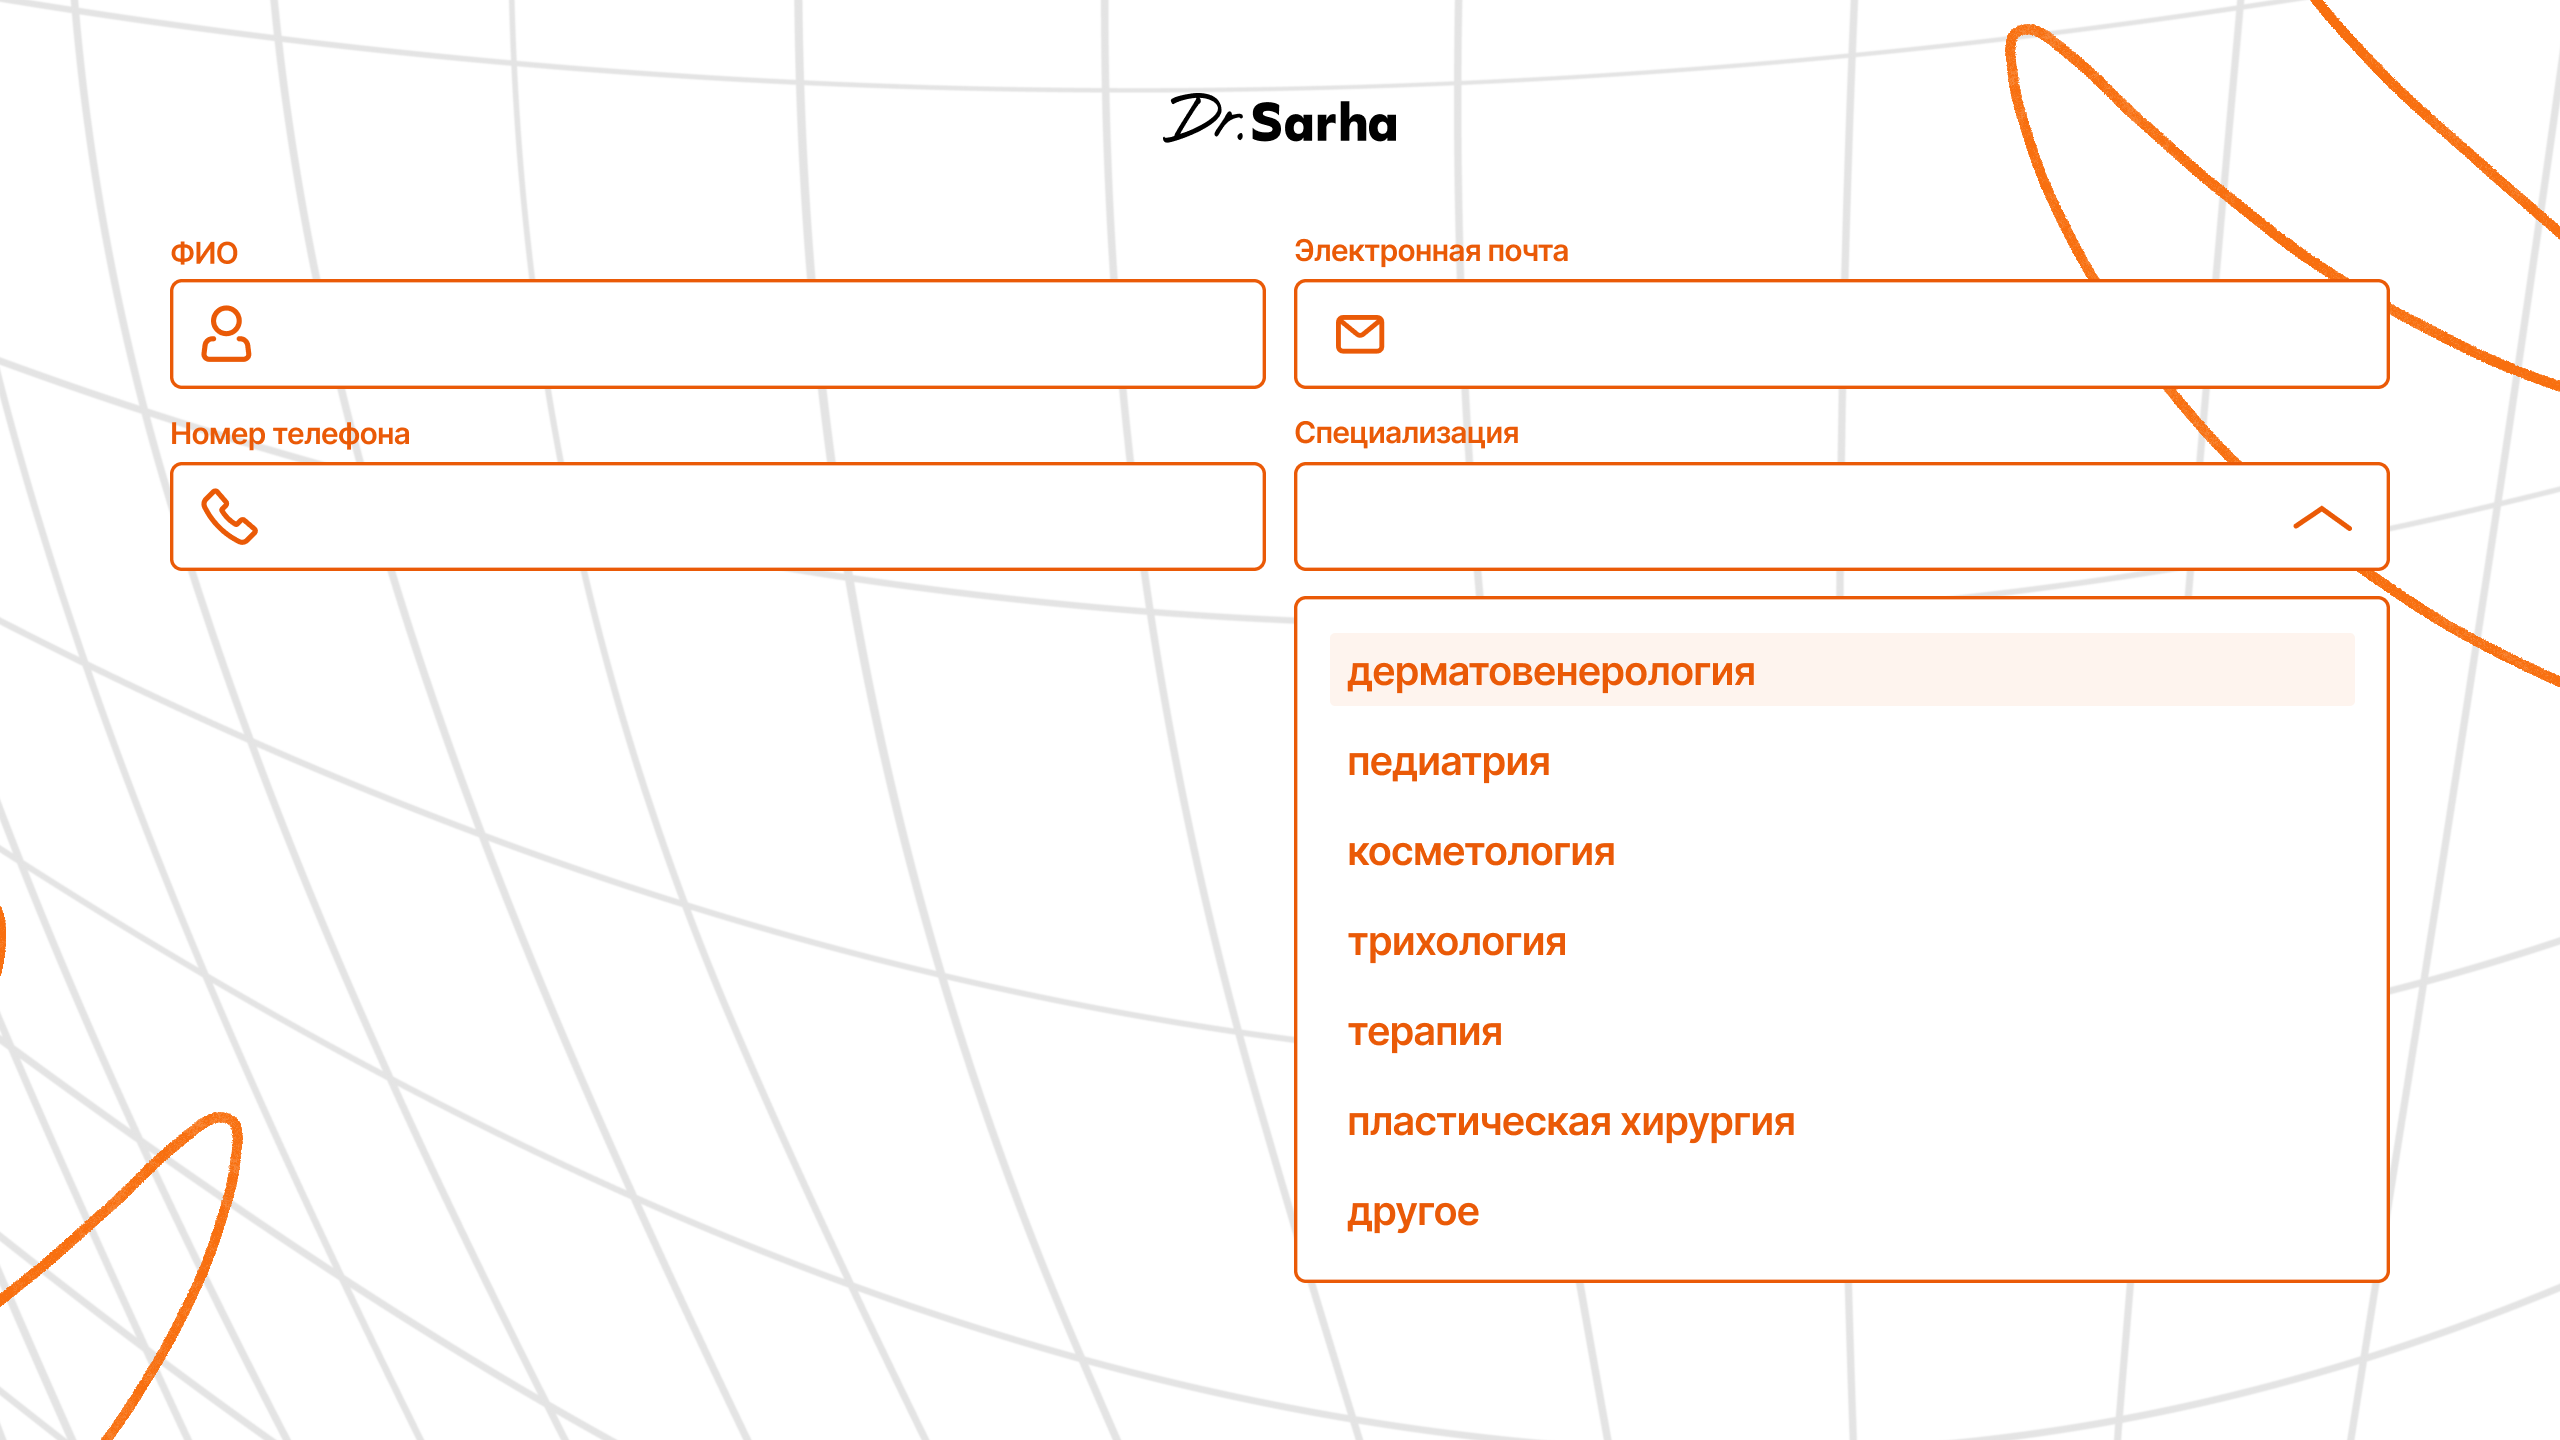 Dr. Sarha
ФИО
Электронная почта
Номер телефона
Специализация
дерматовенерология
педиатрия
косметология
трихология
терапия
пластическая хирургия
другое